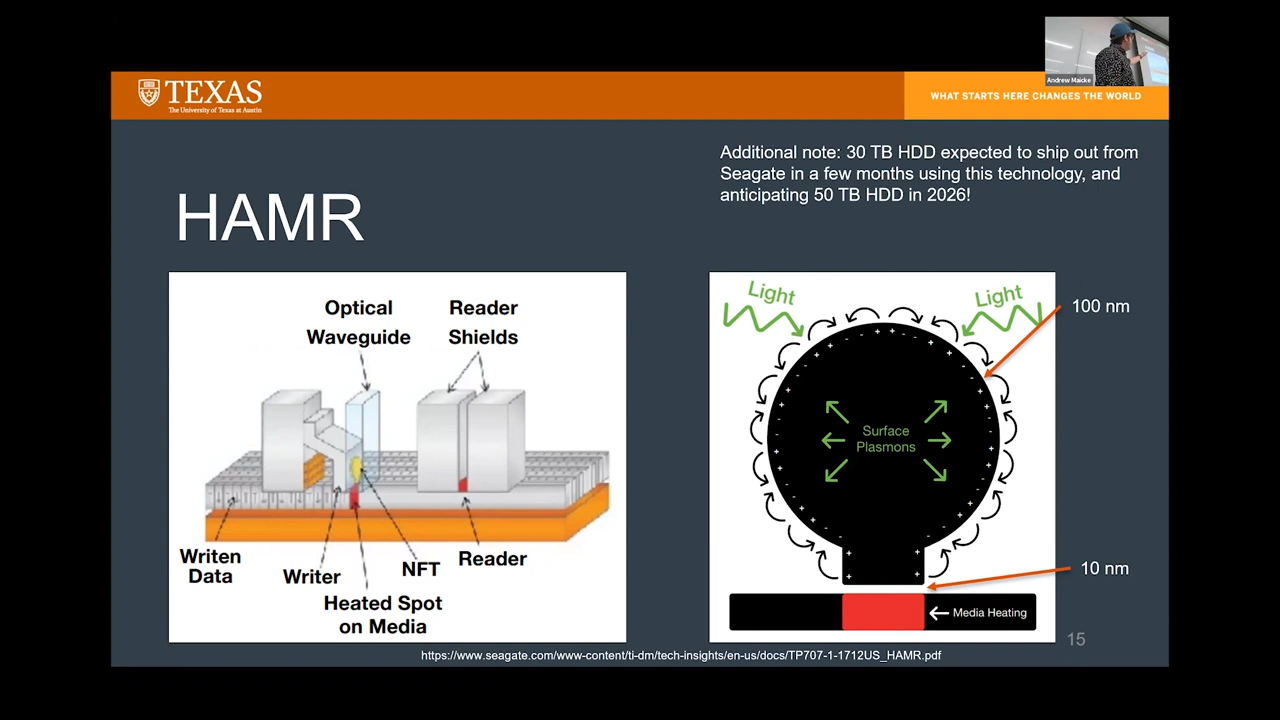 Andrew Maicke
TEXAS
The University of Texas at Austin
WHAT STARTS HERE CHANGES THE WORLD
Additional note: 30 TB HDD expected to ship out from
Seagate in a few months using this technology, and
anticipating 50 TB HDD in 2026!
HAMR
Optical
Waveguide
Reader
Shields
Writen
Data
Writer
Heated Spot
on Media
NFT
Reader
Light
Light
100 nm
Surface
Plasmons
10 nm
Media Heating
15
https://www.seagate.com/www-content/ti-dm/tech-insights/en-us/docs/TP707-1-1712US_HAMR.pdf